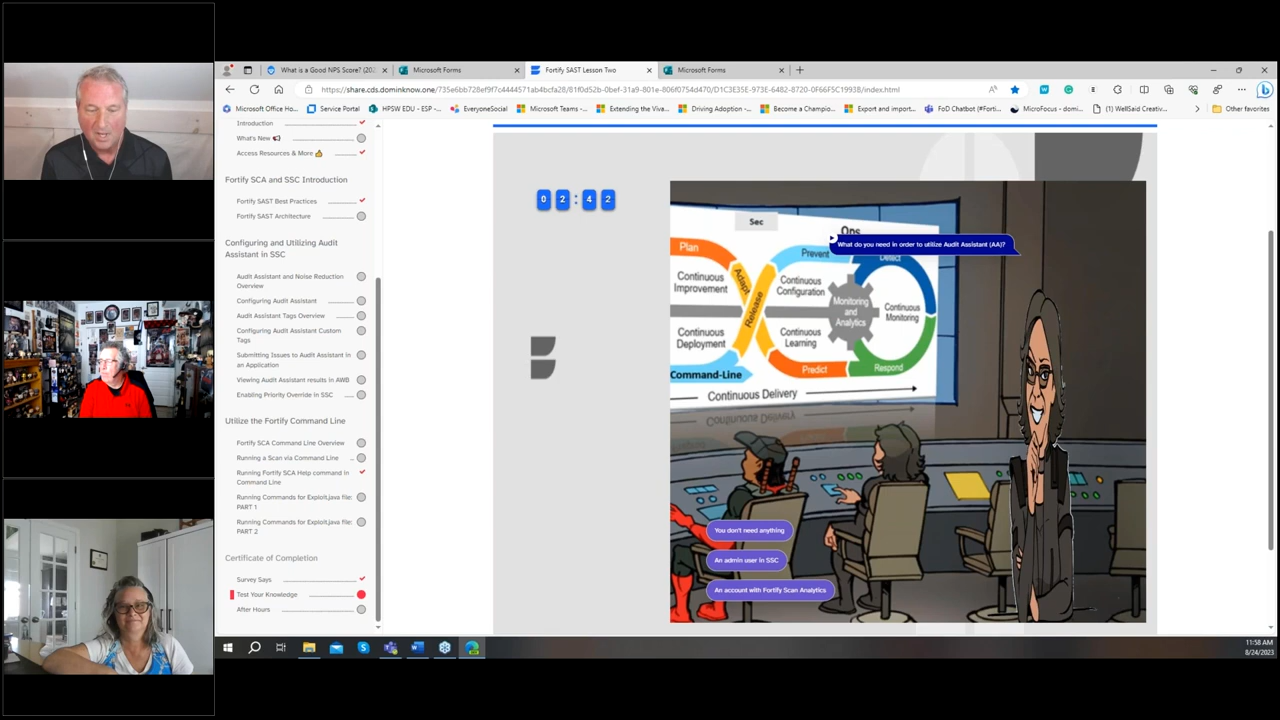 What is a Good NPS Score? (202
Microsoft Forms
Fortify SAST Lesson Two
Microsoft Forms
https://share.cds.dominknow.one/735e6bb728ef9f7c4444571ab4bcfa28/81f0d52b-0bef-31a9-801e-806f0754d470/D1C3E35E-973E-6482-8720-0F66F5C19938/index.html
Microsoft Office Ho...
Service Portal
HPSW EDU - ESP -...
EveryoneSocial
Microsoft Teams -...
Extending the Viva...
Driving Adoption -...
Become a Champio...
Export and import...
FoD Chatbot (#Forti...
MicroFocus - domi...
(1) WellSaid Creativ...
Other favorites
Introduction
What's New
Access Resources & More
Fortify SCA and SSC Introduction
Fortify SAST Best Practices
Fortify SAST Architecture
Configuring and Utilizing Audit
Assistant in SSC
Audit Assistant and Noise Reduction
Overview
Configuring Audit Assistant
Audit Assistant Tags Overview
Configuring Audit Assistant Custom
Tags
Submitting Issues to Audit Assistant in
an Application
Viewing Audit Assistant results in AWB
Enabling Priority Override in SSC
Utilize the Fortify Command Line
Fortify SCA Command Line Overview
Running a Scan via Command Line
Running Fortify SCA Help command in
Command Line
Running Commands for Exploit.java file:
PART 1
Running Commands for Exploit.java file:
PART 2
Certificate of Completion
Survey Says
Test Your Knowledge
After Hours
02:42
Sec
Ops
What do you need in order to utilize Audit Assistant (AA)?
Plan
Prevent
Detect
Continuous
Improvement
Adapt
Release
Continuous
Configuration
Monitoring
and
Analytics
Continuous
Monitoring
Continuous
Deployment
Continuous
Learning
Command-Line
Predict
Respond
Continuous Delivery
Continuous Delivery
You don't need anything
An admin user in SSC
An account with Fortify Scan Analytics
11:58 AM
8/24/2023